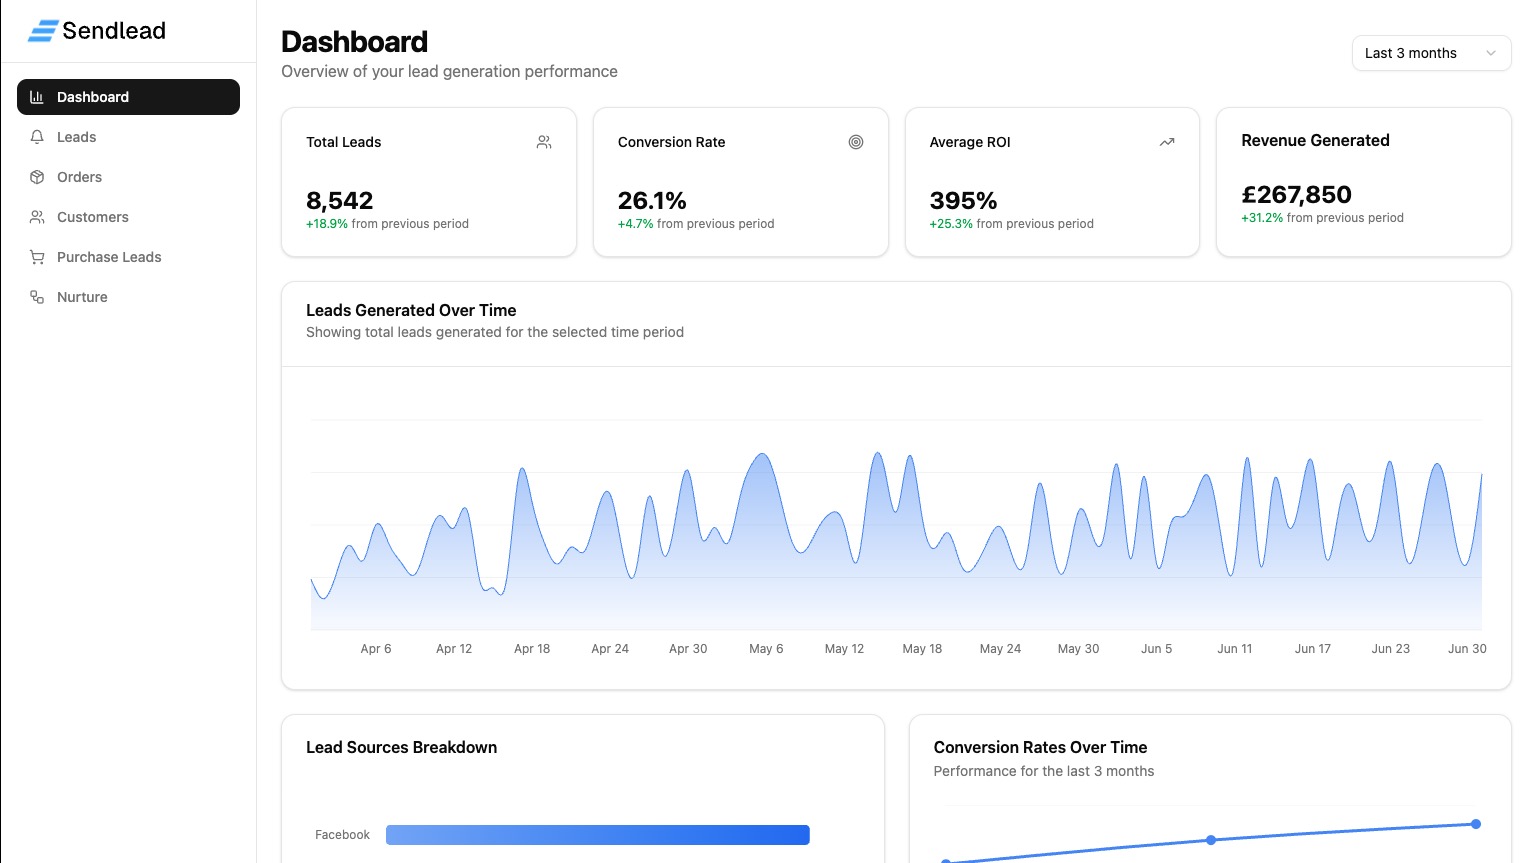 Sendlead
Dashboard
Leads
Orders
Customers
Purchase Leads
Nurture
Dashboard
Overview of your lead generation performance
Last 3 months
Total Leads
8,542
+18.9% from previous period
Conversion Rate
26.1%
+4.7% from previous period
Average ROI
395%
+25.3% from previous period
Revenue Generated
£267,850
+31.2% from previous period
Leads Generated Over Time
Showing total leads generated for the selected time period
Apr 6 Apr 12 Apr 18 Apr 24 Apr 30 May 6 May 12 May 18 May 24 May 30 Jun 5 Jun 11 Jun 17 Jun 23 Jun 30
Lead Sources Breakdown
Facebook
Conversion Rates Over Time
Performance for the last 3 months